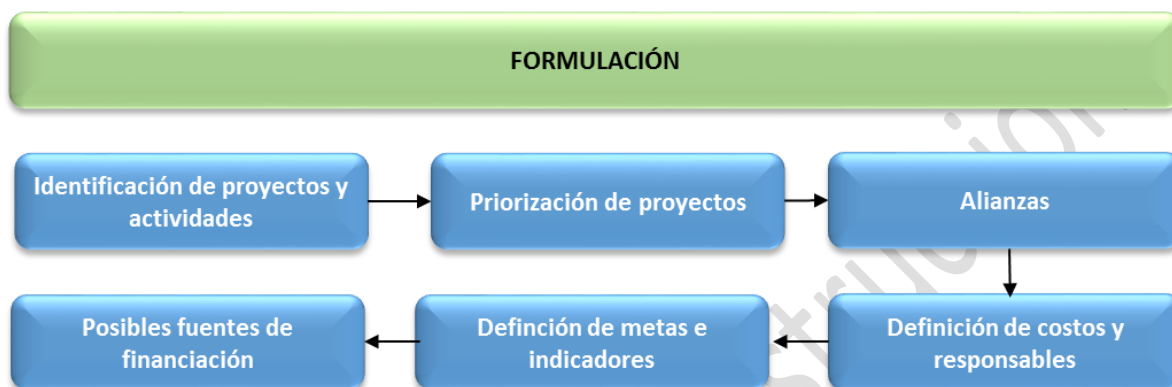 FORMULACIÓN
Identificación de proyectos y
actividades
Priorización de proyectos
Alianzas
Definición de costos y
responsables
Definción de metas e
indicadores
Posibles fuentes de
financiación